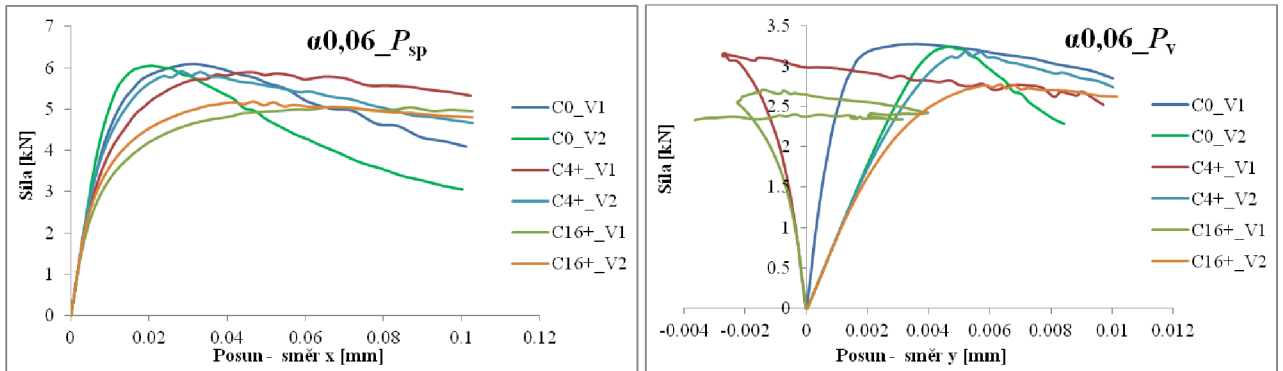 α0,06_Psp
Síla [kN]
7
6
5
4
3
2
1
0
0
0.02
0.04
0.06
0.08
0.1
0.12
Posun - směr x [mm]
C0_V1
C0_V2
C4+_V1
C4+_V2
C16+_V1
C16+_V2
α0,06_Pv
Síla [kN]
3.5
3
2.5
2
1.5
1
0.5
0
-0.004
-0.002
0
0.002
0.004
0.006
0.008
0.01
0.012
Posun - směr y [mm]
C0_V1
C0_V2
C4+_V1
C4+_V2
C16+_V1
C16+_V2